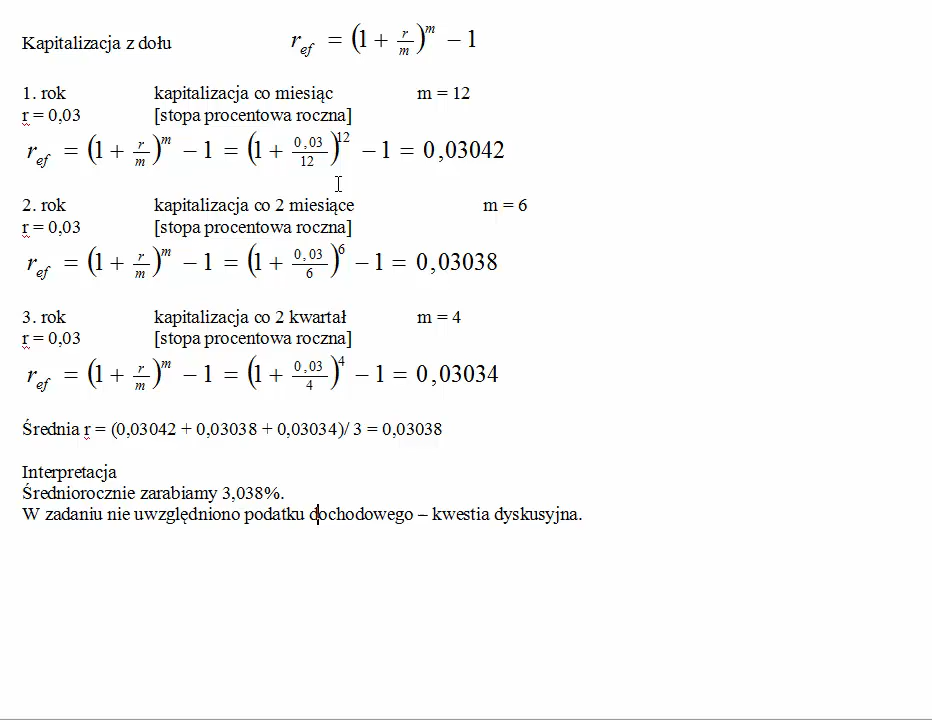 Kapitalizacja z dołu r_ef = (1 + r/m)^m − 1
1. rok kapitalizacja co miesiąc m = 12
r = 0,03 [stopa procentowa roczna]
r_ef = (1 + r/m)^m − 1 = (1 + 0,03/12)^12 − 1 = 0,03042
2. rok kapitalizacja co 2 miesiące m = 6
r = 0,03 [stopa procentowa roczna]
r_ef = (1 + r/m)^m − 1 = (1 + 0,03/6)^6 − 1 = 0,03038
3. rok kapitalizacja co 2 kwartał m = 4
r = 0,03 [stopa procentowa roczna]
r_ef = (1 + r/m)^m − 1 = (1 + 0,03/4)^4 − 1 = 0,03034
Średnia r = (0,03042 + 0,03038 + 0,03034)/ 3 = 0,03038
Interpretacja
Średniorocznie zarabiamy 3,038%.
W zadaniu nie uwzględniono podatku dochodowego – kwestia dyskusyjna.